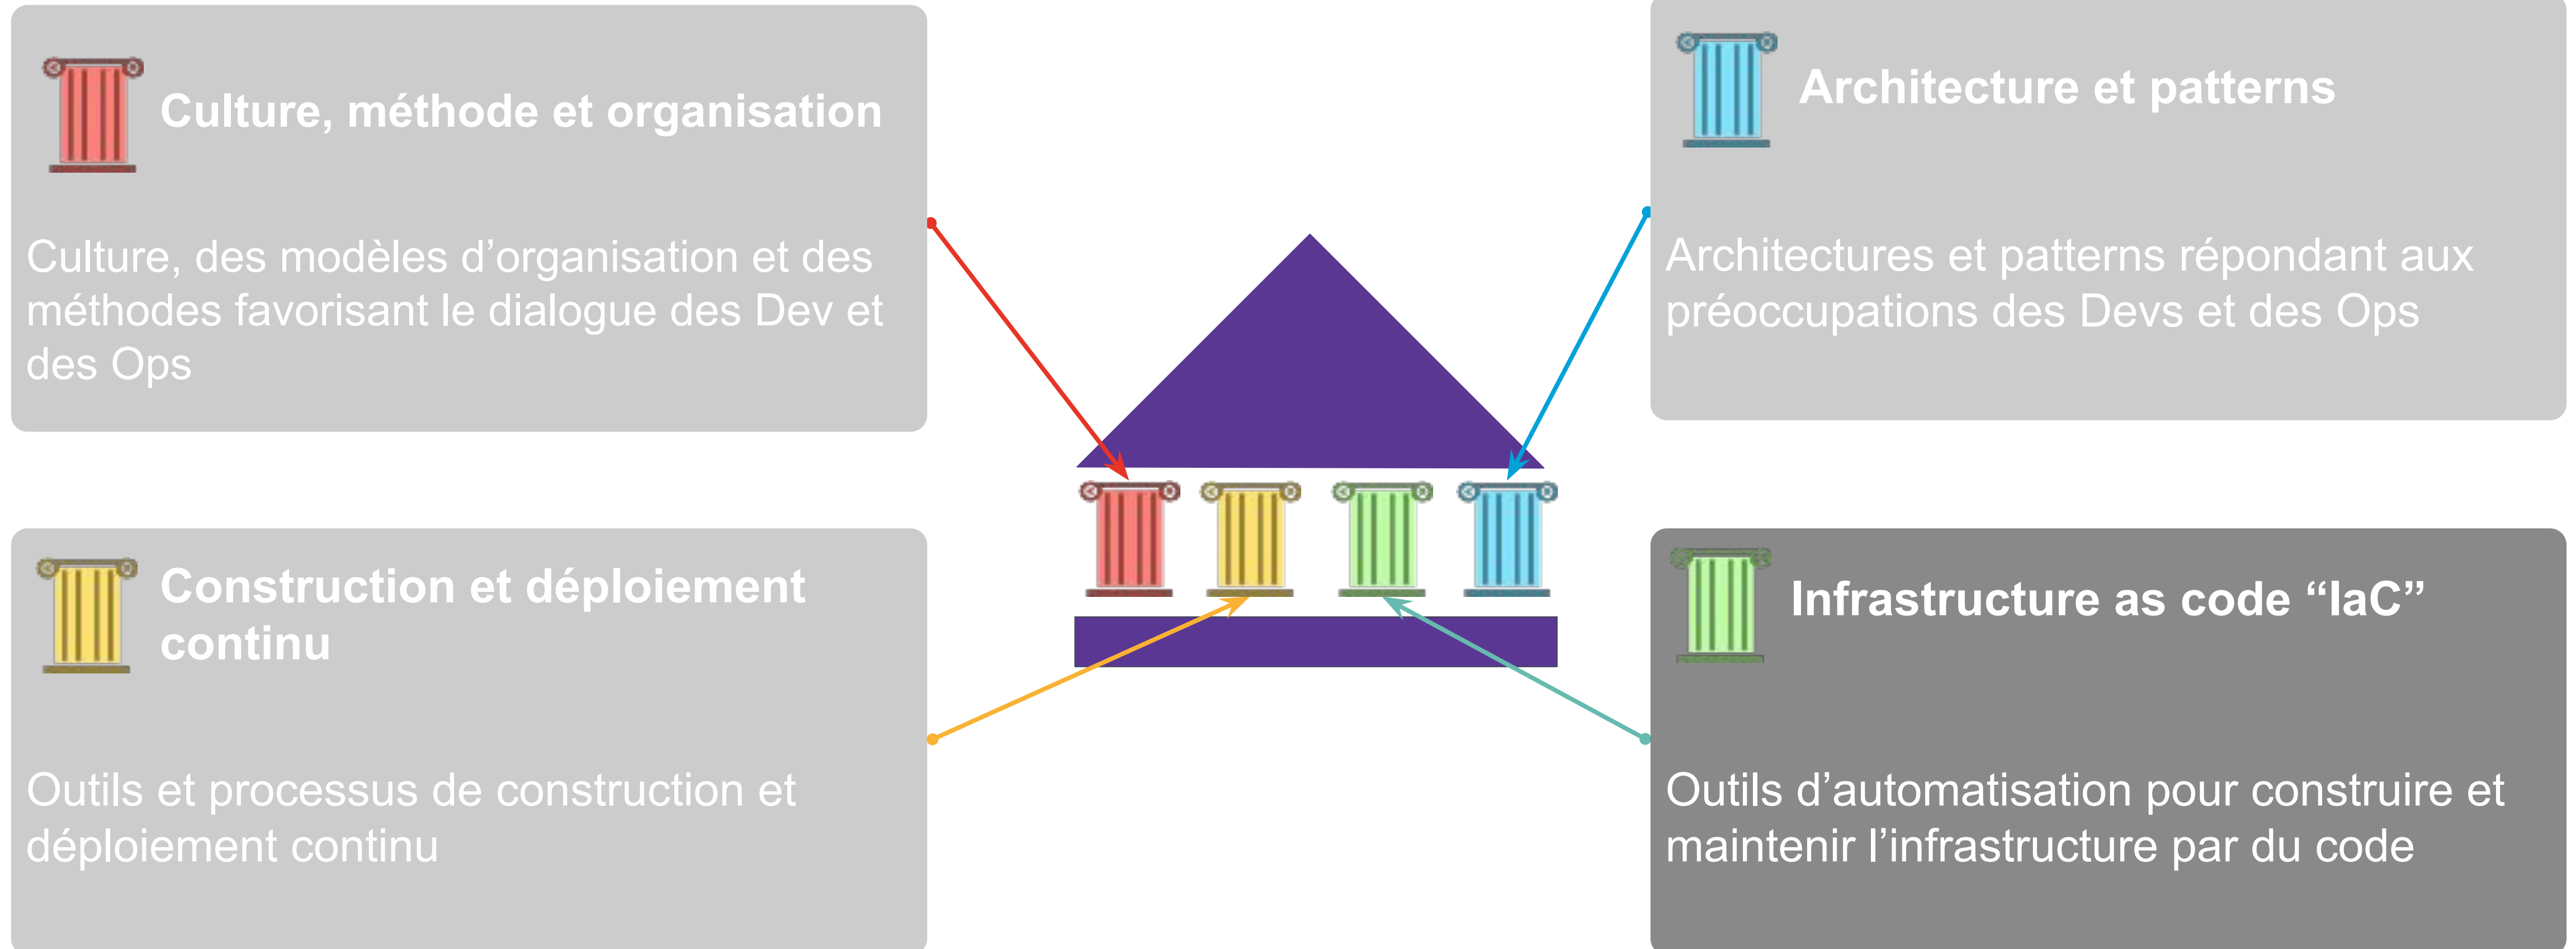 Culture, méthode et organisation
Culture, des modèles d’organisation et des
méthodes favorisant le dialogue des Dev et
des Ops
Architecture et patterns
Architectures et patterns répondant aux
préoccupations des Devs et des Ops
Construction et déploiement
continu
Outils et processus de construction et
déploiement continu
Infrastructure as code “IaC”
Outils d’automatisation pour construire et
maintenir l’infrastructure par du code